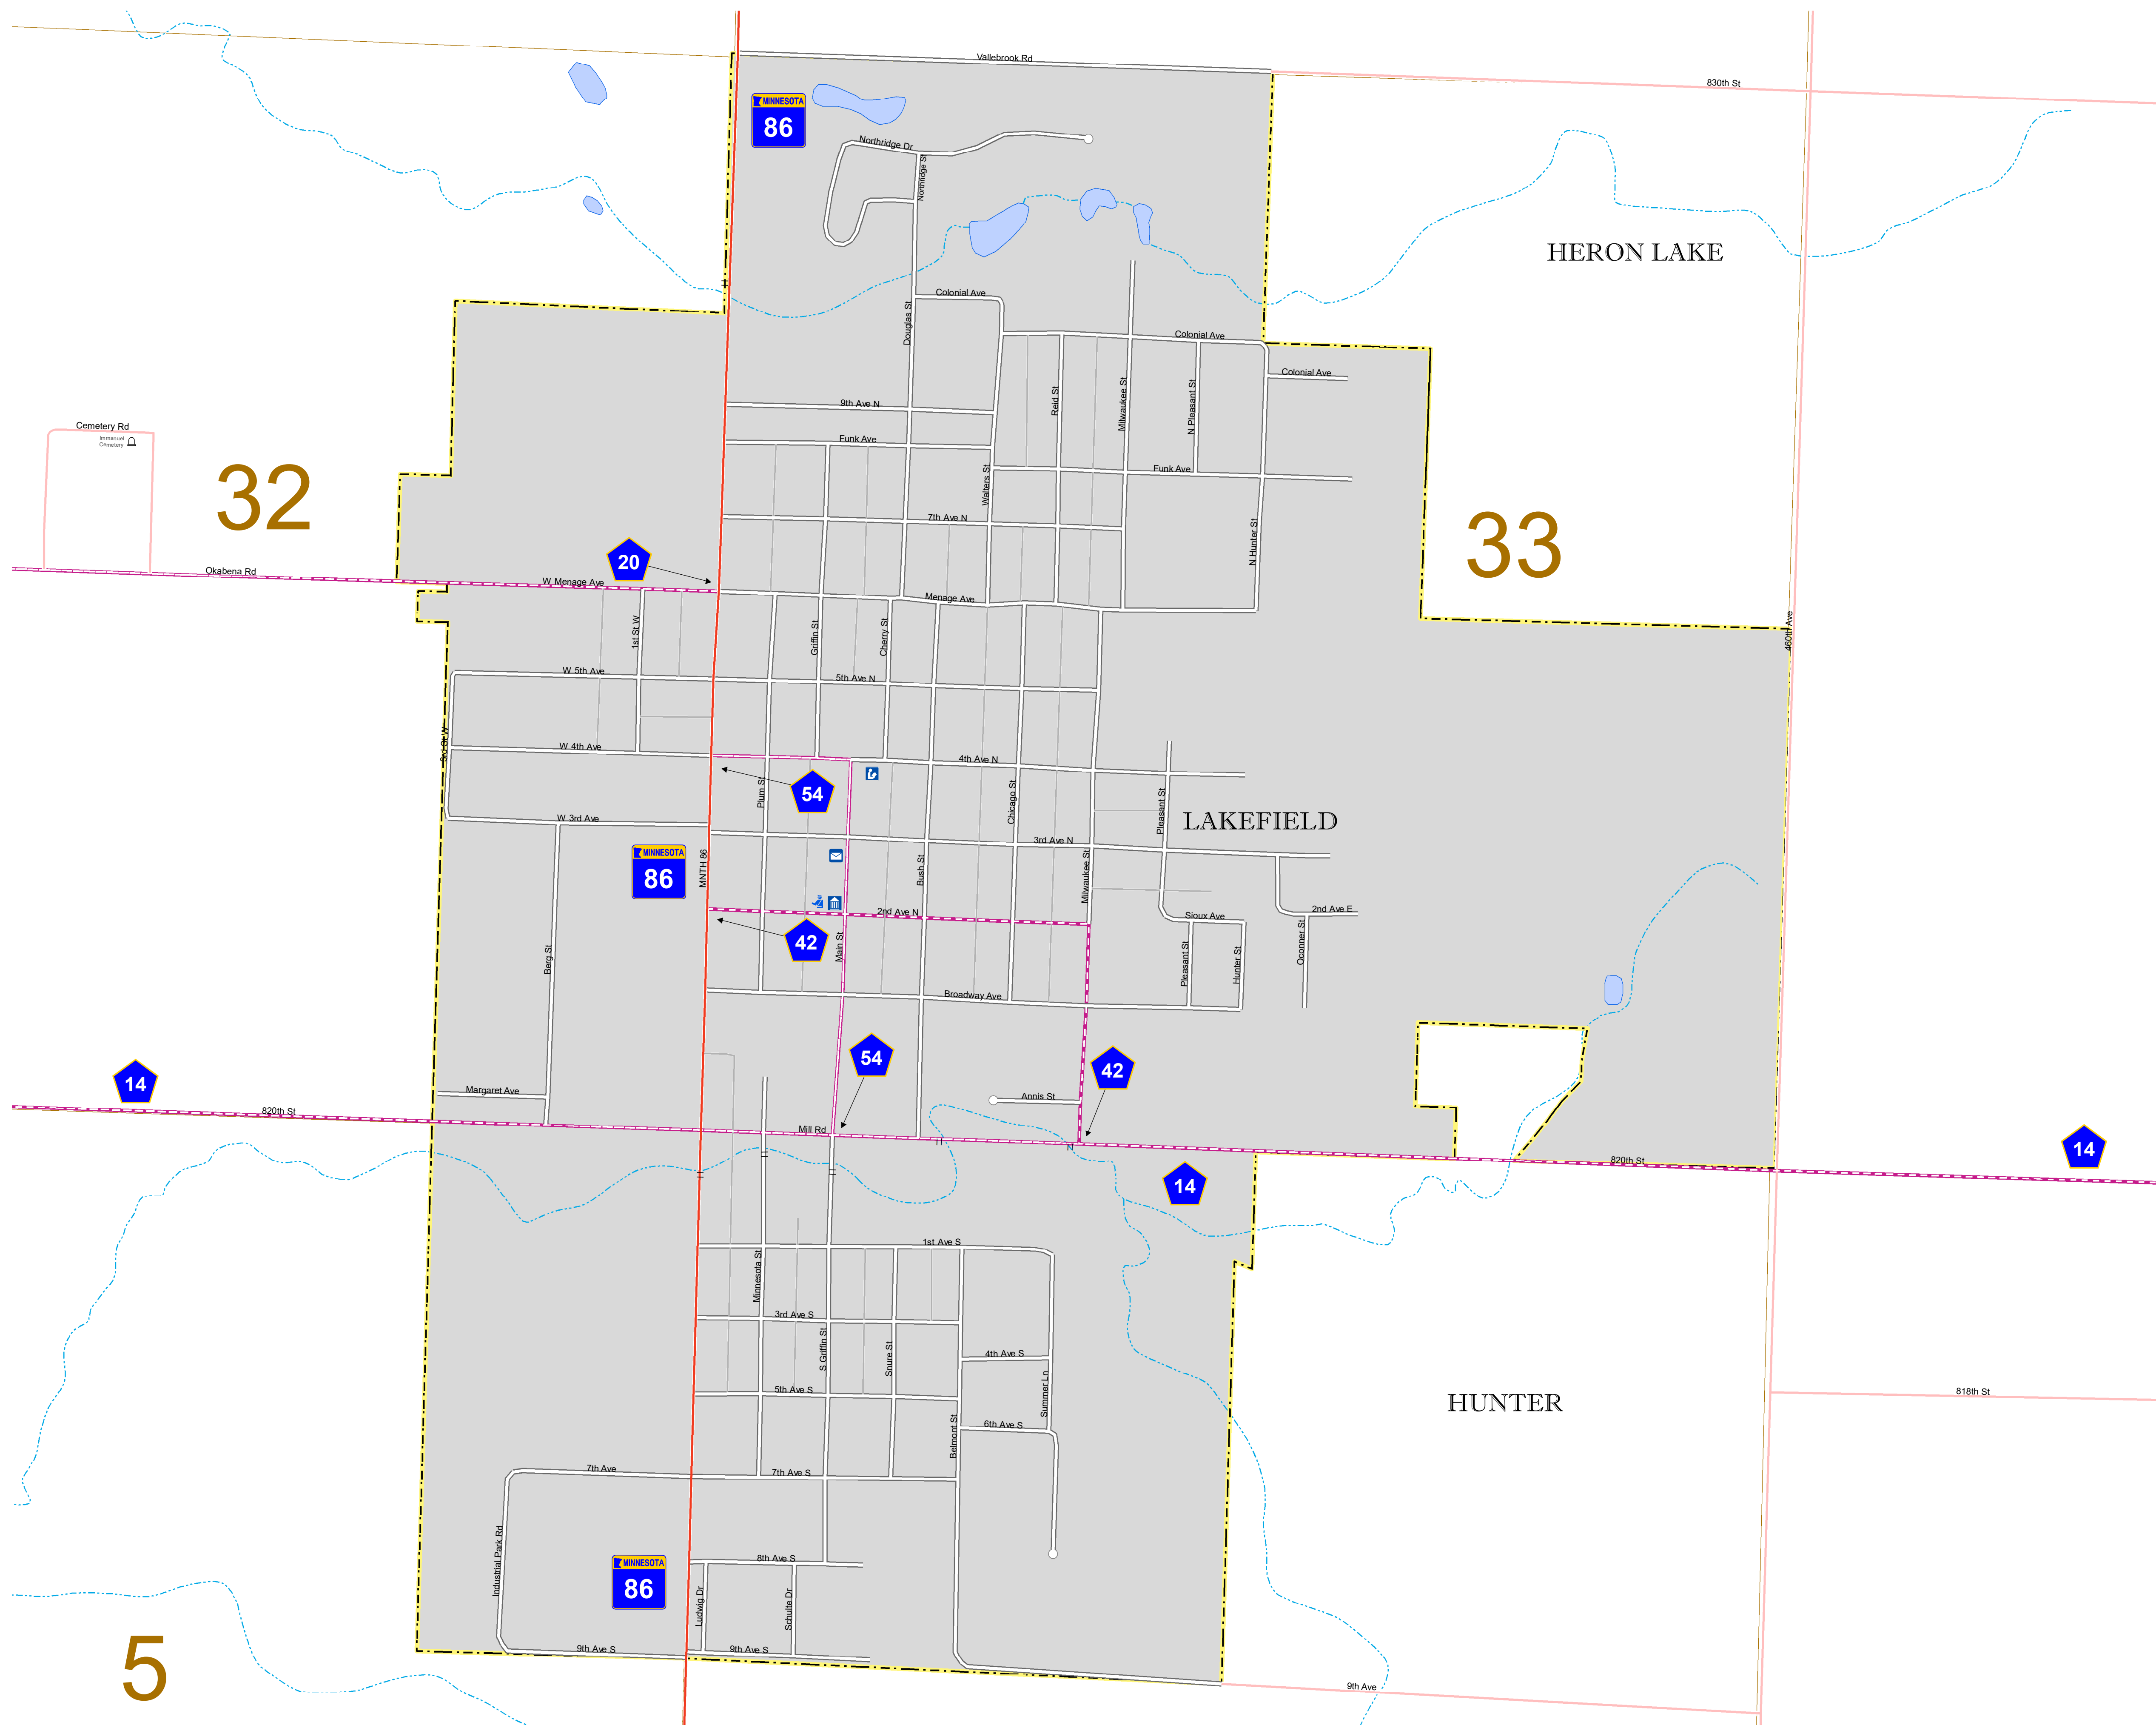 Vallebrook Rd
830th St
MINNESOTA
86
Northridge Dr
Northridge St
HERON LAKE
Colonial Ave
Douglas St
Colonial Ave
Colonial Ave
Reid St
Milwaukee St
N Pleasant St
9th Ave N
Cemetery Rd
Immanuel
Cemetery
Funk Ave
Funk Ave
Walters St
32
33
7th Ave N
N Hunter St
20
Okabena Rd
W Menage Ave
Menage Ave
1st St W
Griffin St
Cherry St
460th Ave
W 5th Ave
5th Ave N
3rd St W
W 4th Ave
4th Ave N
54
Plum St
Chicago St
Pleasant St
LAKEFIELD
W 3rd Ave
3rd Ave N
MINNESOTA
86
MNTH 86
Bush St
Milwaukee St
2nd Ave N
Sioux Ave
2nd Ave E
42
Main St
Berg St
Pleasant St
Hunter St
Oconner St
Broadway Ave
54
42
14
Margaret Ave
Annis St
820th St
Mill Rd
N
14
820th St
14
1st Ave S
Minnesota St
3rd Ave S
S Griffin St
Snure St
4th Ave S
Summer Ln
5th Ave S
HUNTER
818th St
Belmont St
6th Ave S
7th Ave
7th Ave S
Industrial Park Rd
MINNESOTA
86
8th Ave S
Ludwig Dr
Schulte Dr
9th Ave S
9th Ave S
5
9th Ave